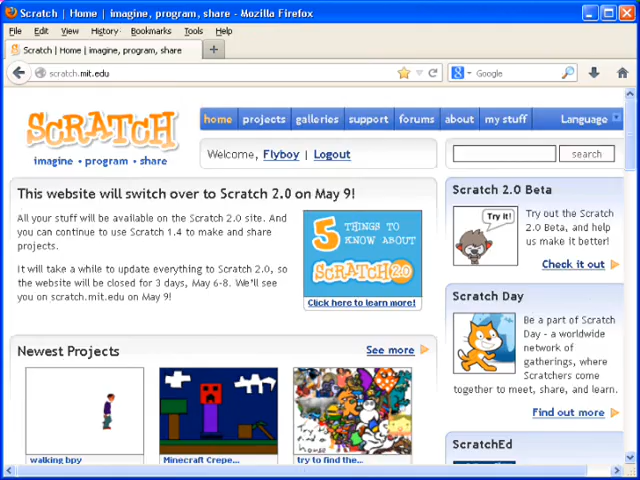 Scratch | Home | imagine, program, share - Mozilla Firefox
File Edit View History Bookmarks Tools Help
Scratch | Home | imagine, program, share
scratch.mit.edu
Google
SCRATCH
imagine • program • share
home projects galleries support forums about my stuff Language
Welcome, Flyboy | Logout
search
This website will switch over to Scratch 2.0 on May 9!
All your stuff will be available on the Scratch 2.0 site. And
you can continue to use Scratch 1.4 to make and share
projects.
It will take a while to update everything to Scratch 2.0, so
the website will be closed for 3 days, May 6-8. We'll see
you on scratch.mit.edu on May 9!
5 THINGS TO
KNOW ABOUT
SCRATCH 2.0
Click here to learn more!
Scratch 2.0 Beta
Try it!
Try out the Scratch
2.0 Beta, and help
us make it better!
Check it out
Scratch Day
Be a part of Scratch
Day - a worldwide
network of
gatherings, where
Scratchers come
together to meet, share, and learn.
Find out more
ScratchEd
Newest Projects
See more
try to
find a
house
walking bpy
Minecraft Crepe...
try to find the...